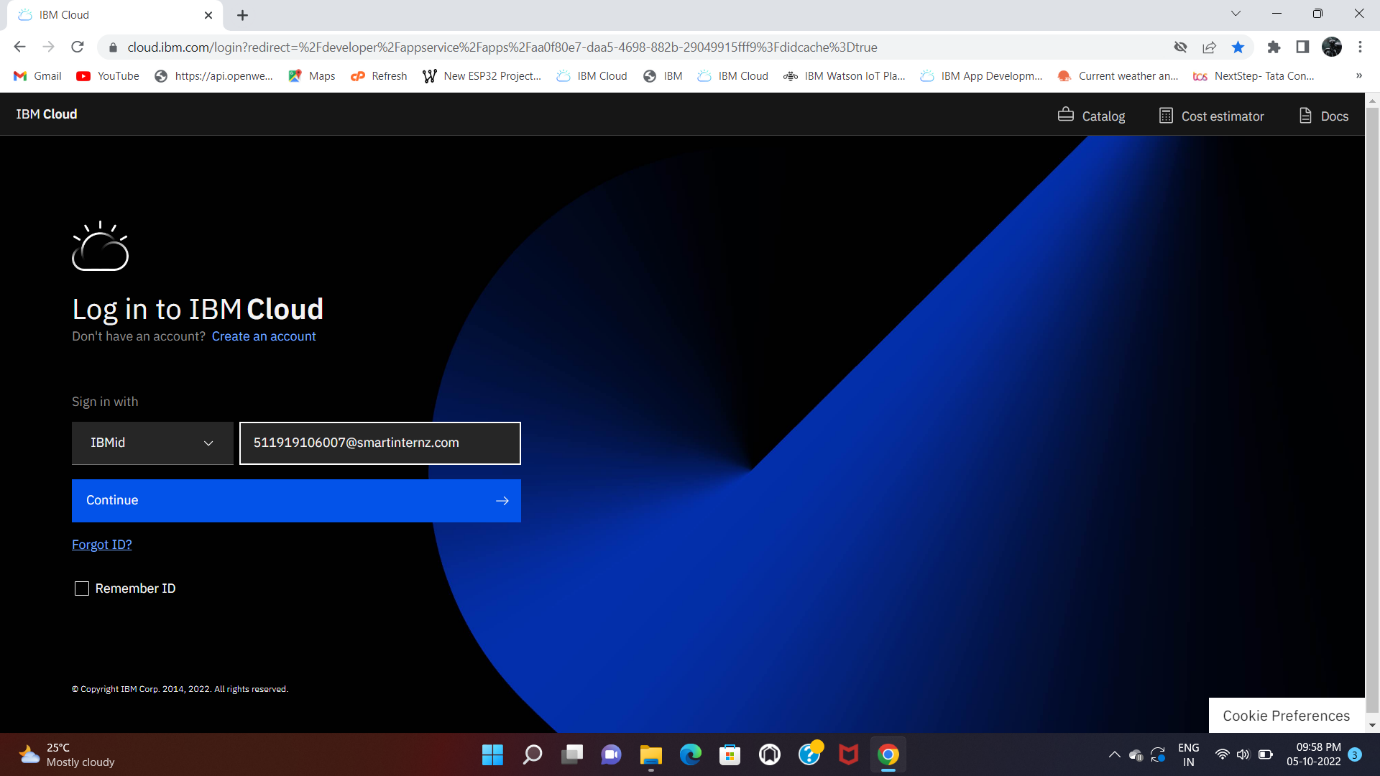 IBM Cloud
cloud.ibm.com/login?redirect=%2Fdeveloper%2Fappservice%2Fapps%2Faa0f80e7-daa5-4698-882b-29049915fff9%3Fdidcache%3Dtrue
Gmail YouTube https://api.openwe... Maps Refresh New ESP32 Project... IBM Cloud IBM IBM Cloud IBM Watson IoT Pla... IBM App Developm... Current weather an... tcs NextStep- Tata Con... »
IBM Cloud Catalog Cost estimator Docs
Log in to IBM Cloud
Don't have an account? Create an account
Sign in with
IBMid 511919106007@smartinternz.com
Continue
Forgot ID?
Remember ID
© Copyright IBM Corp. 2014, 2022. All rights reserved.
Cookie Preferences
25°C
Mostly cloudy
ENG
IN
09:58 PM
05-10-2022
3